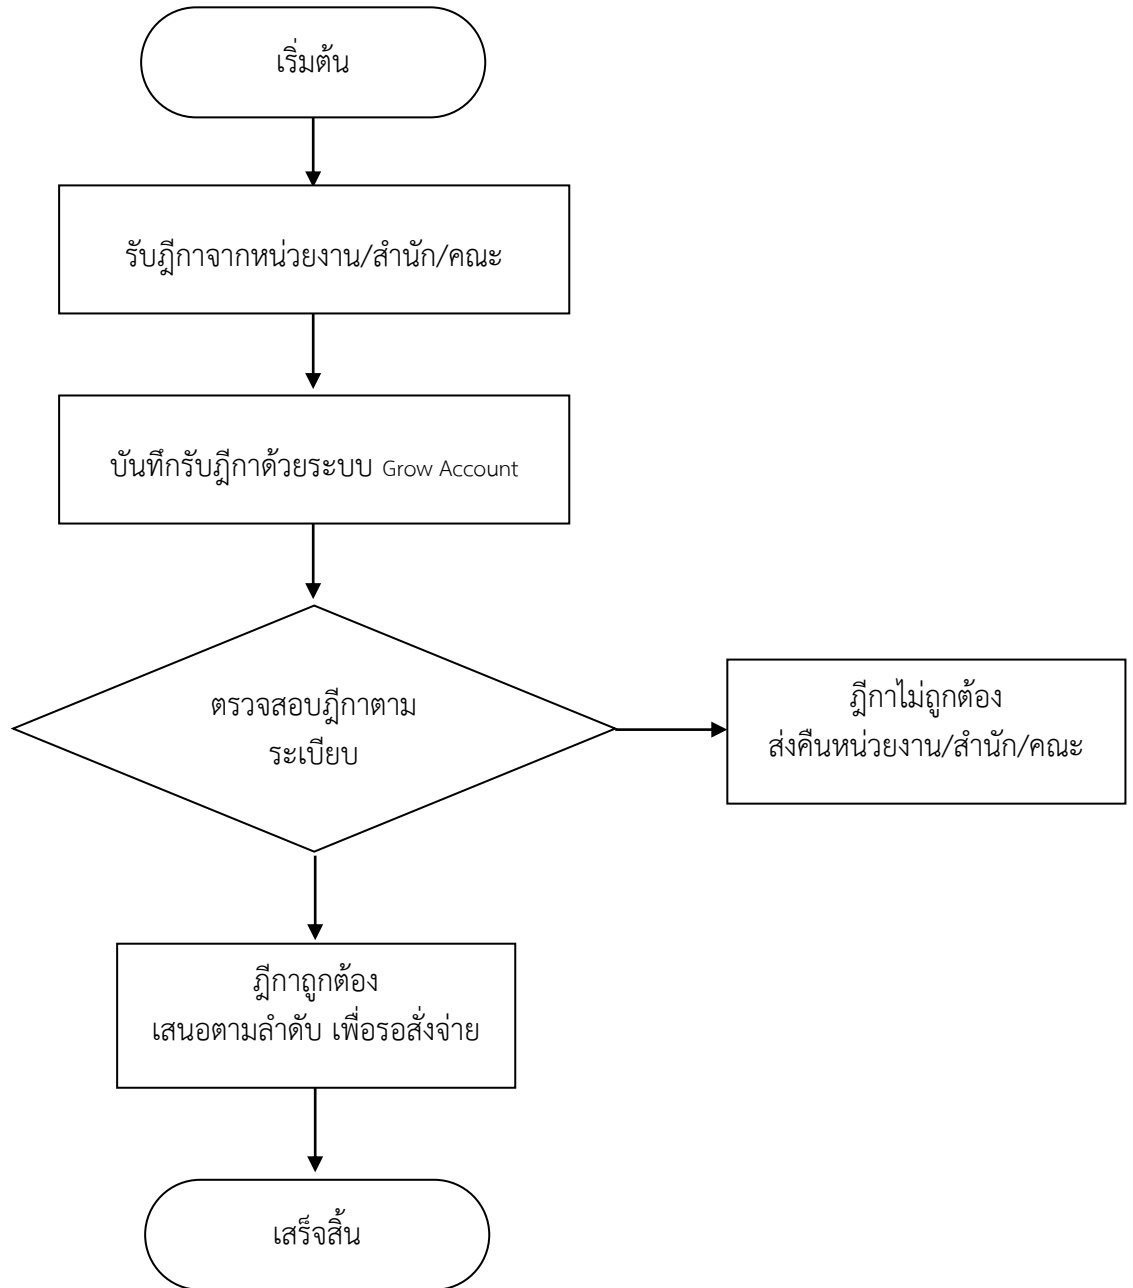 เริ่มต้น
รับฎีกาจากหน่วยงาน/สำนัก/คณะ
บันทึกรับฎีกาด้วยระบบ Grow Account
ตรวจสอบฎีกาตาม
ระเบียบ
ฎีกาไม่ถูกต้อง
ส่งคืนหน่วยงาน/สำนัก/คณะ
ฎีกาถูกต้อง
เสนอตามลำดับ เพื่อรอสั่งจ่าย
เสร็จสิ้น